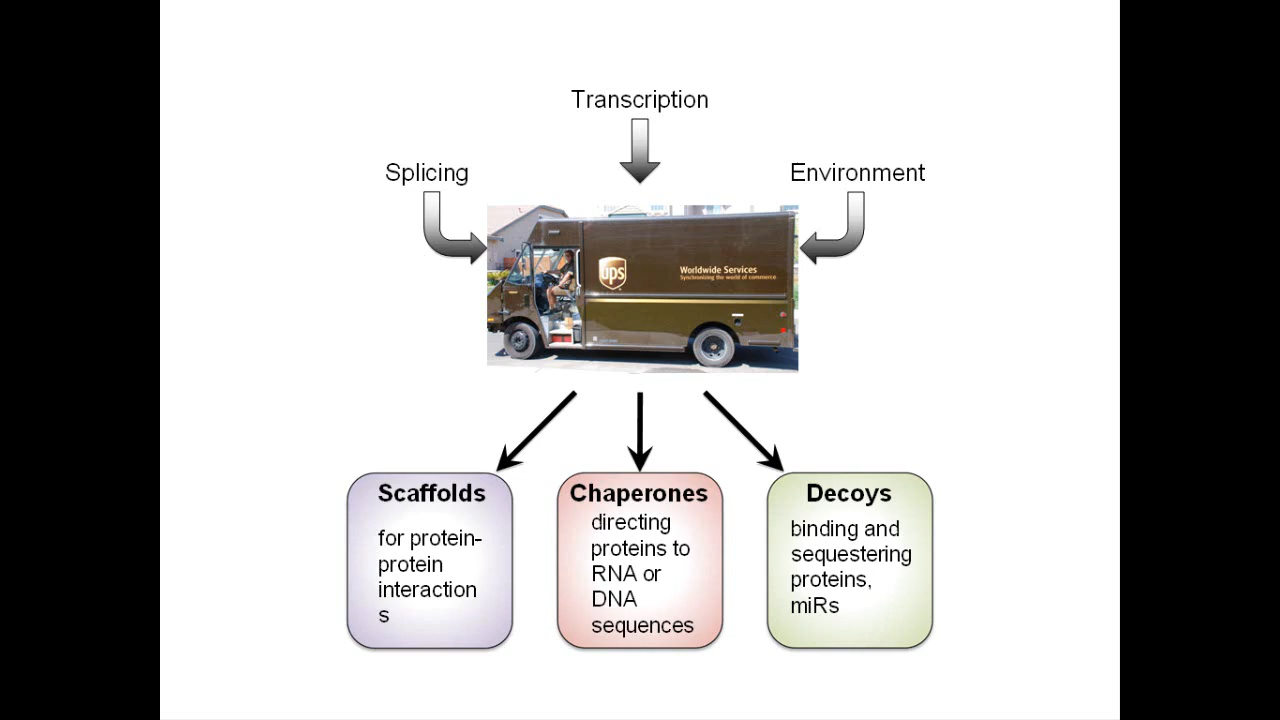 Transcription
Splicing
Environment
ups
Worldwide Services
Synchronizing the world of commerce
Scaffolds
for protein-
protein
interaction
s
Chaperones
directing
proteins to
RNA or
DNA
sequences
Decoys
binding and
sequestering
proteins,
miRs